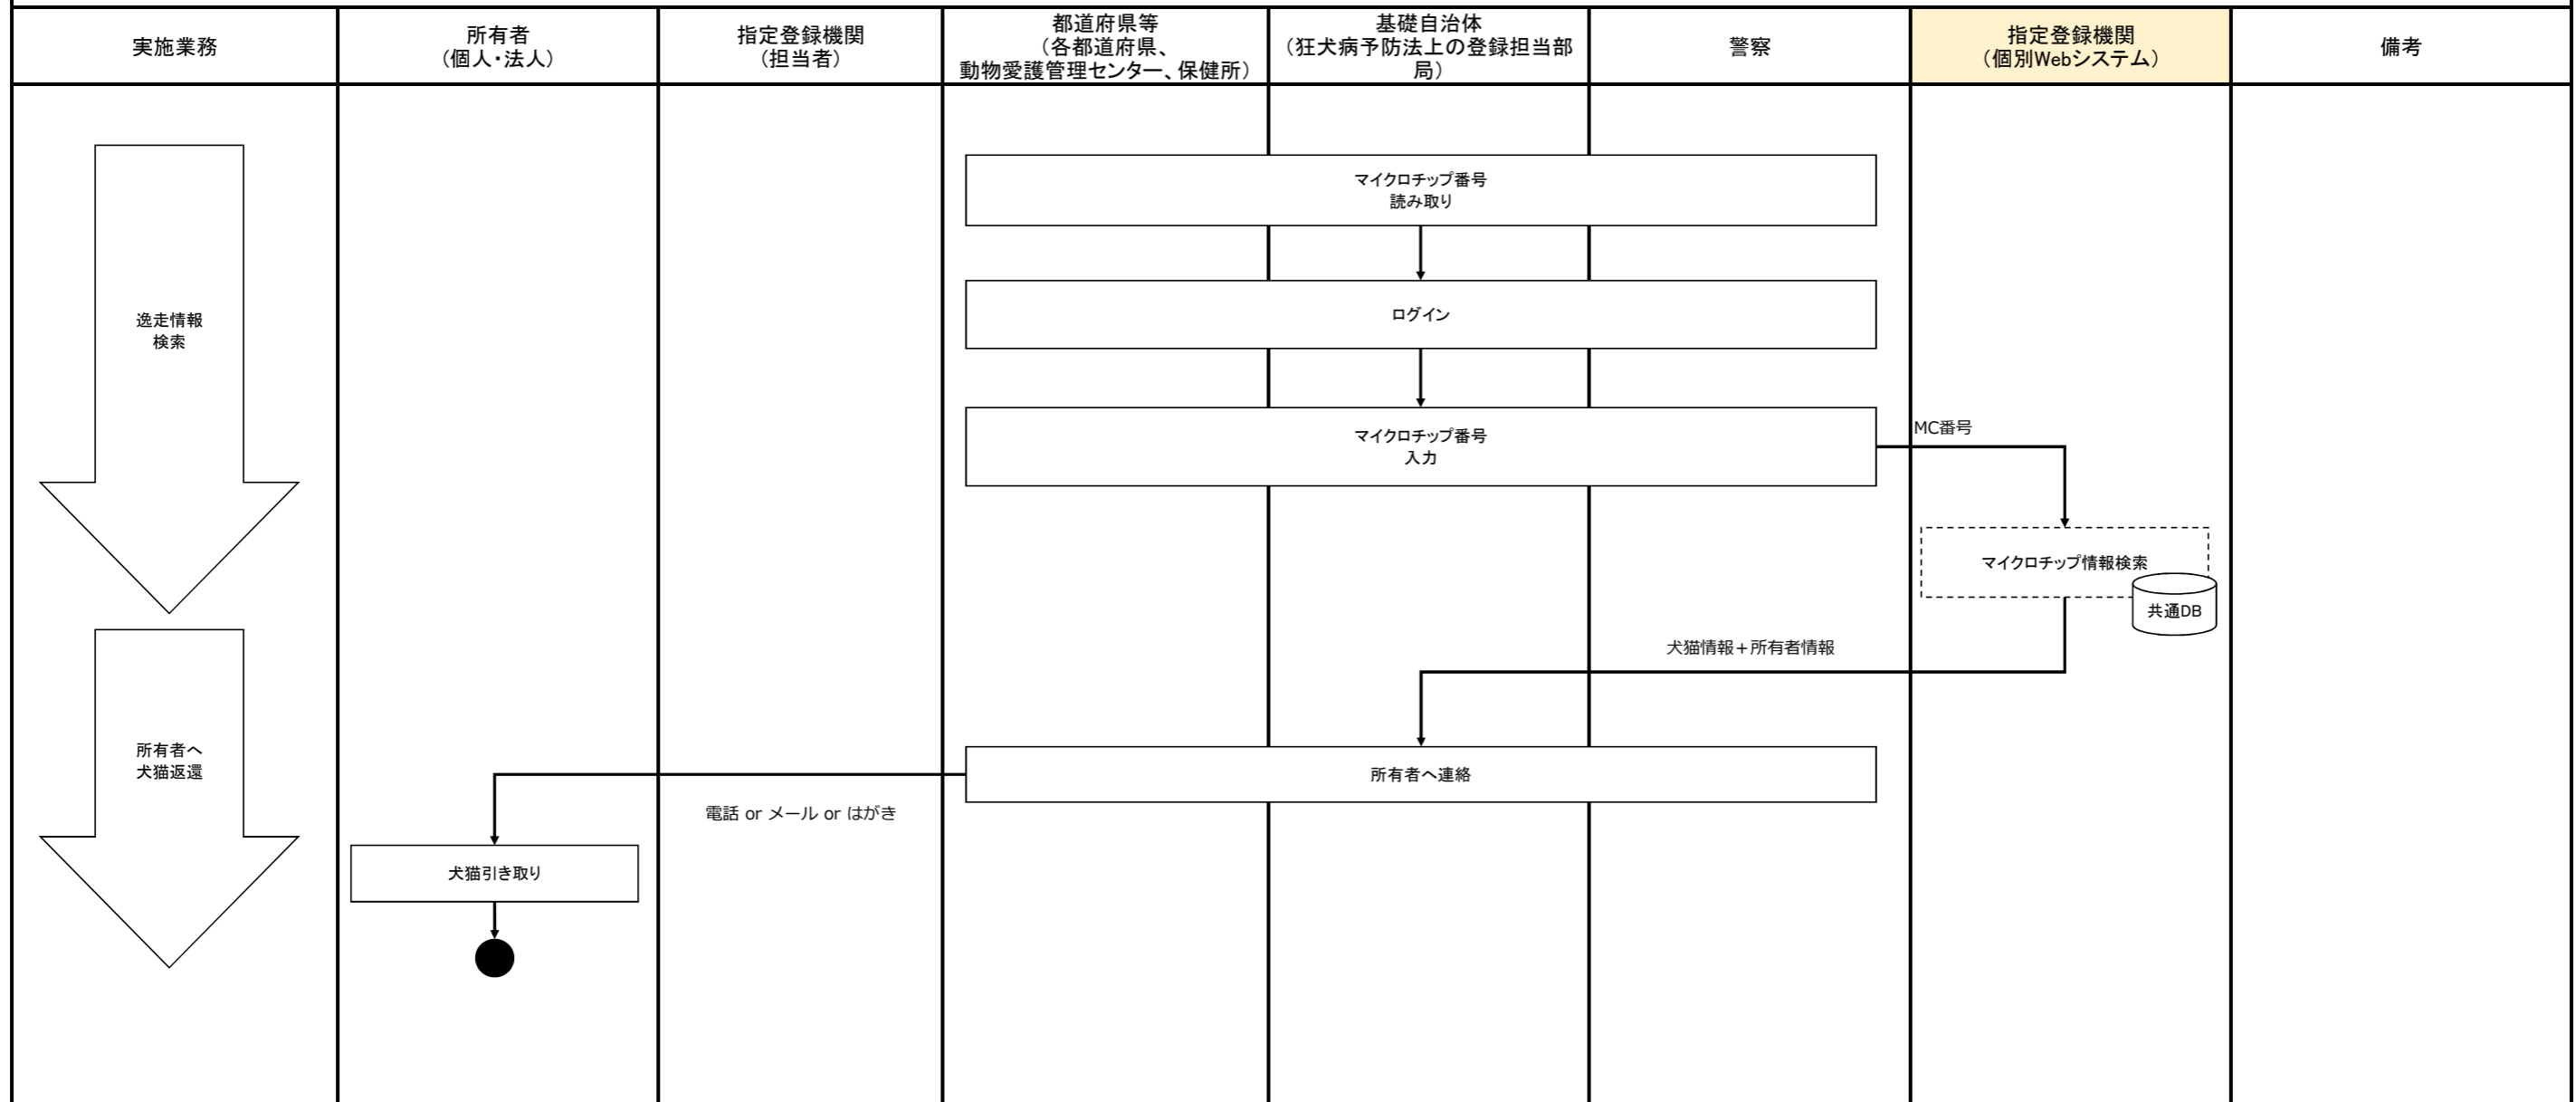 実施業務
所有者
（個人・法人）
指定登録機関
（担当者）
都道府県等
（各都道府県、
動物愛護管理センター、保健所）
基礎自治体
（狂犬病予防法上の登録担当部
局）
警察
指定登録機関
（個別Webシステム）
備考
マイクロチップ番号
読み取り
逸走情報
検索
ログイン
マイクロチップ番号
入力
MC番号
マイクロチップ情報検索
共通DB
犬猫情報＋所有者情報
所有者へ
犬猫返還
所有者へ連絡
電話 or メール or はがき
犬猫引き取り